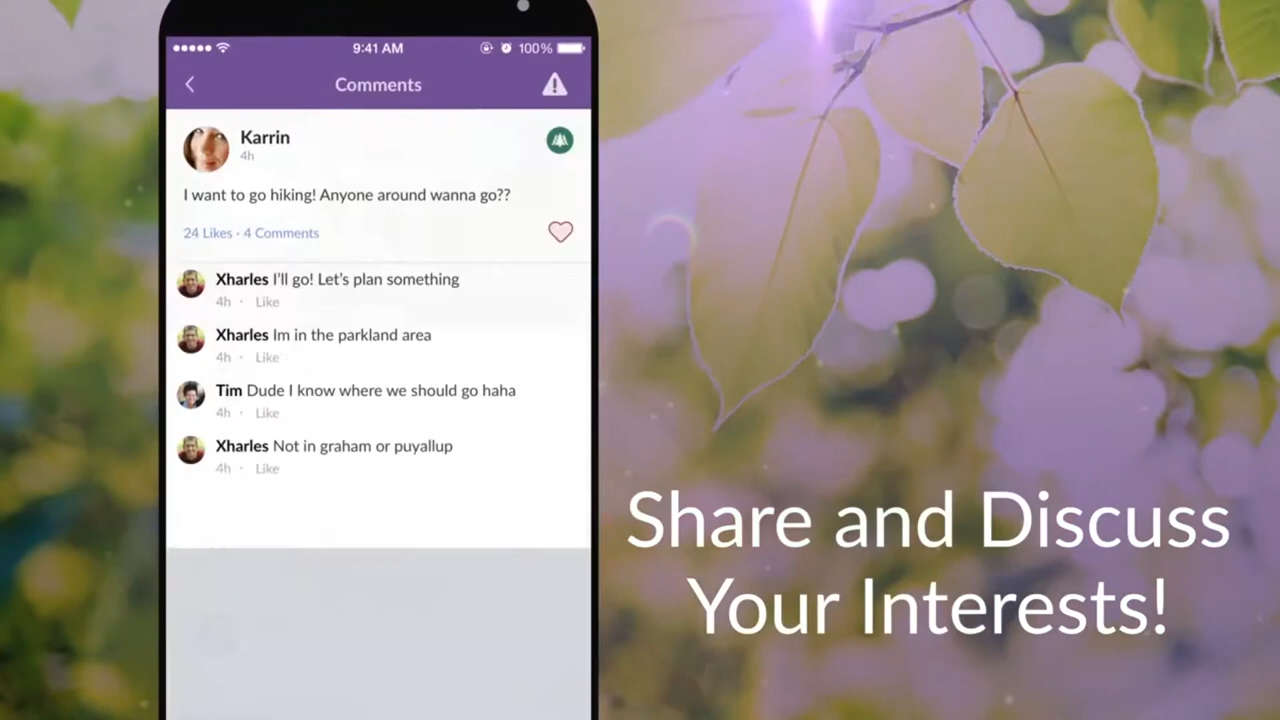 9:41 AM 100%
Comments
Karrin
4h
I want to go hiking! Anyone around wanna go??
24 Likes · 4 Comments
Xharles I'll go! Let's plan something
4h · Like
Xharles Im in the parkland area
4h · Like
Tim Dude I know where we should go haha
4h · Like
Xharles Not in graham or puyallup
4h · Like
Share and Discuss
Your Interests!